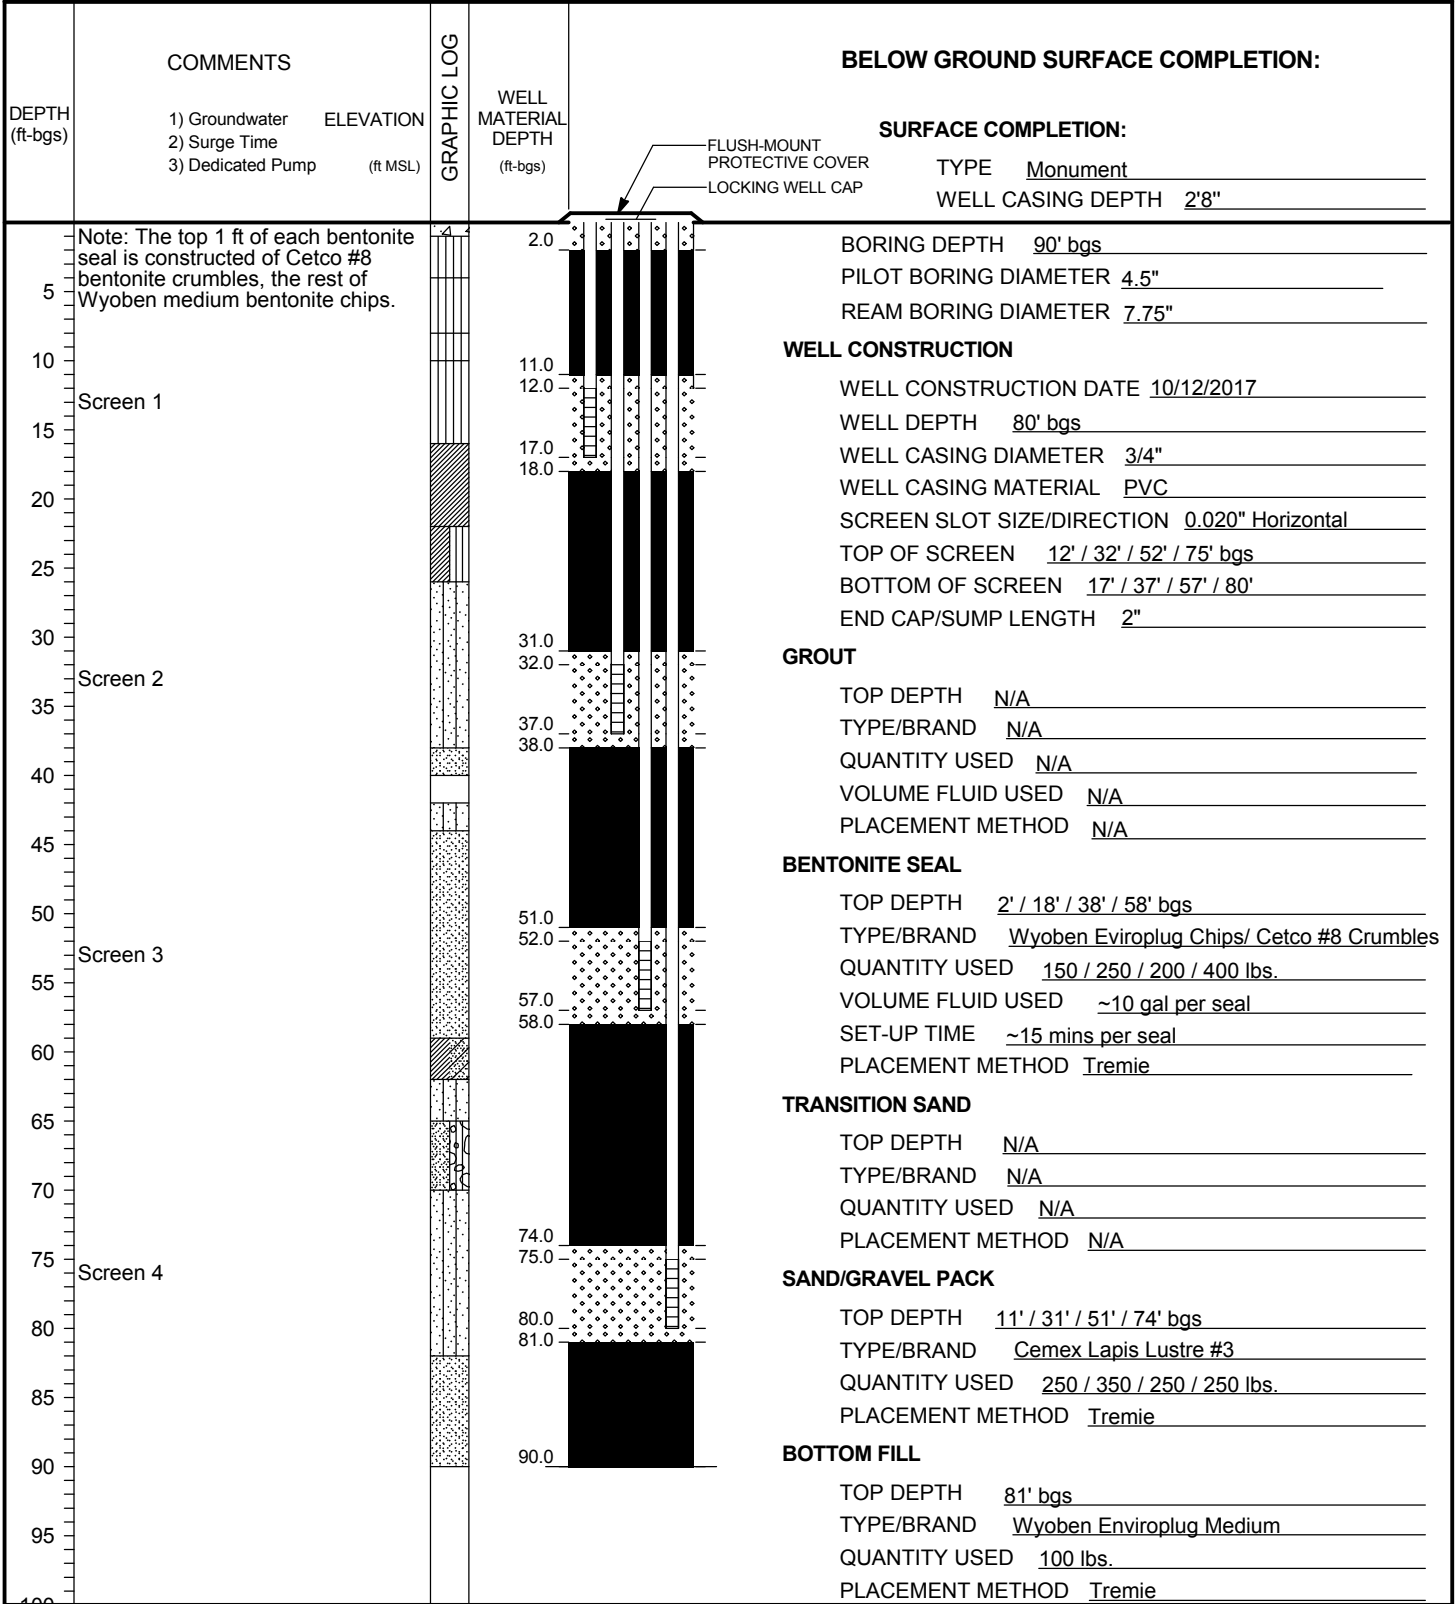 DEPTH
(ft-bgs)
COMMENTS
1) Groundwater
2) Surge Time
3) Dedicated Pump
ELEVATION
(ft MSL)
GRAPHIC LOG
WELL
MATERIAL
DEPTH
(ft-bgs)
FLUSH-MOUNT
PROTECTIVE COVER
LOCKING WELL CAP
BELOW GROUND SURFACE COMPLETION:
SURFACE COMPLETION:
TYPE Monument
WELL CASING DEPTH 2'8"
Note: The top 1 ft of each bentonite
seal is constructed of Cetco #8
bentonite crumbles, the rest of
Wyoben medium bentonite chips.
5
10
Screen 1
15
20
25
30
Screen 2
35
40
45
50
Screen 3
55
60
65
70
75
Screen 4
80
85
90
95
2.0
11.0
12.0
17.0
18.0
31.0
32.0
37.0
38.0
51.0
52.0
57.0
58.0
74.0
75.0
80.0
81.0
90.0
BORING DEPTH 90' bgs
PILOT BORING DIAMETER 4.5"
REAM BORING DIAMETER 7.75"
WELL CONSTRUCTION
WELL CONSTRUCTION DATE 10/12/2017
WELL DEPTH 80' bgs
WELL CASING DIAMETER 3/4"
WELL CASING MATERIAL PVC
SCREEN SLOT SIZE/DIRECTION 0.020" Horizontal
TOP OF SCREEN 12' / 32' / 52' / 75' bgs
BOTTOM OF SCREEN 17' / 37' / 57' / 80'
END CAP/SUMP LENGTH 2"
GROUT
TOP DEPTH N/A
TYPE/BRAND N/A
QUANTITY USED N/A
VOLUME FLUID USED N/A
PLACEMENT METHOD N/A
BENTONITE SEAL
TOP DEPTH 2' / 18' / 38' / 58' bgs
TYPE/BRAND Wyoben Eviroplug Chips/ Cetco #8 Crumbles
QUANTITY USED 150 / 250 / 200 / 400 lbs.
VOLUME FLUID USED ~10 gal per seal
SET-UP TIME ~15 mins per seal
PLACEMENT METHOD Tremie
TRANSITION SAND
TOP DEPTH N/A
TYPE/BRAND N/A
QUANTITY USED N/A
PLACEMENT METHOD N/A
SAND/GRAVEL PACK
TOP DEPTH 11' / 31' / 51' / 74' bgs
TYPE/BRAND Cemex Lapis Lustre #3
QUANTITY USED 250 / 350 / 250 / 250 lbs.
PLACEMENT METHOD Tremie
BOTTOM FILL
TOP DEPTH 81' bgs
TYPE/BRAND Wyoben Enviroplug Medium
QUANTITY USED 100 lbs.
PLACEMENT METHOD Tremie